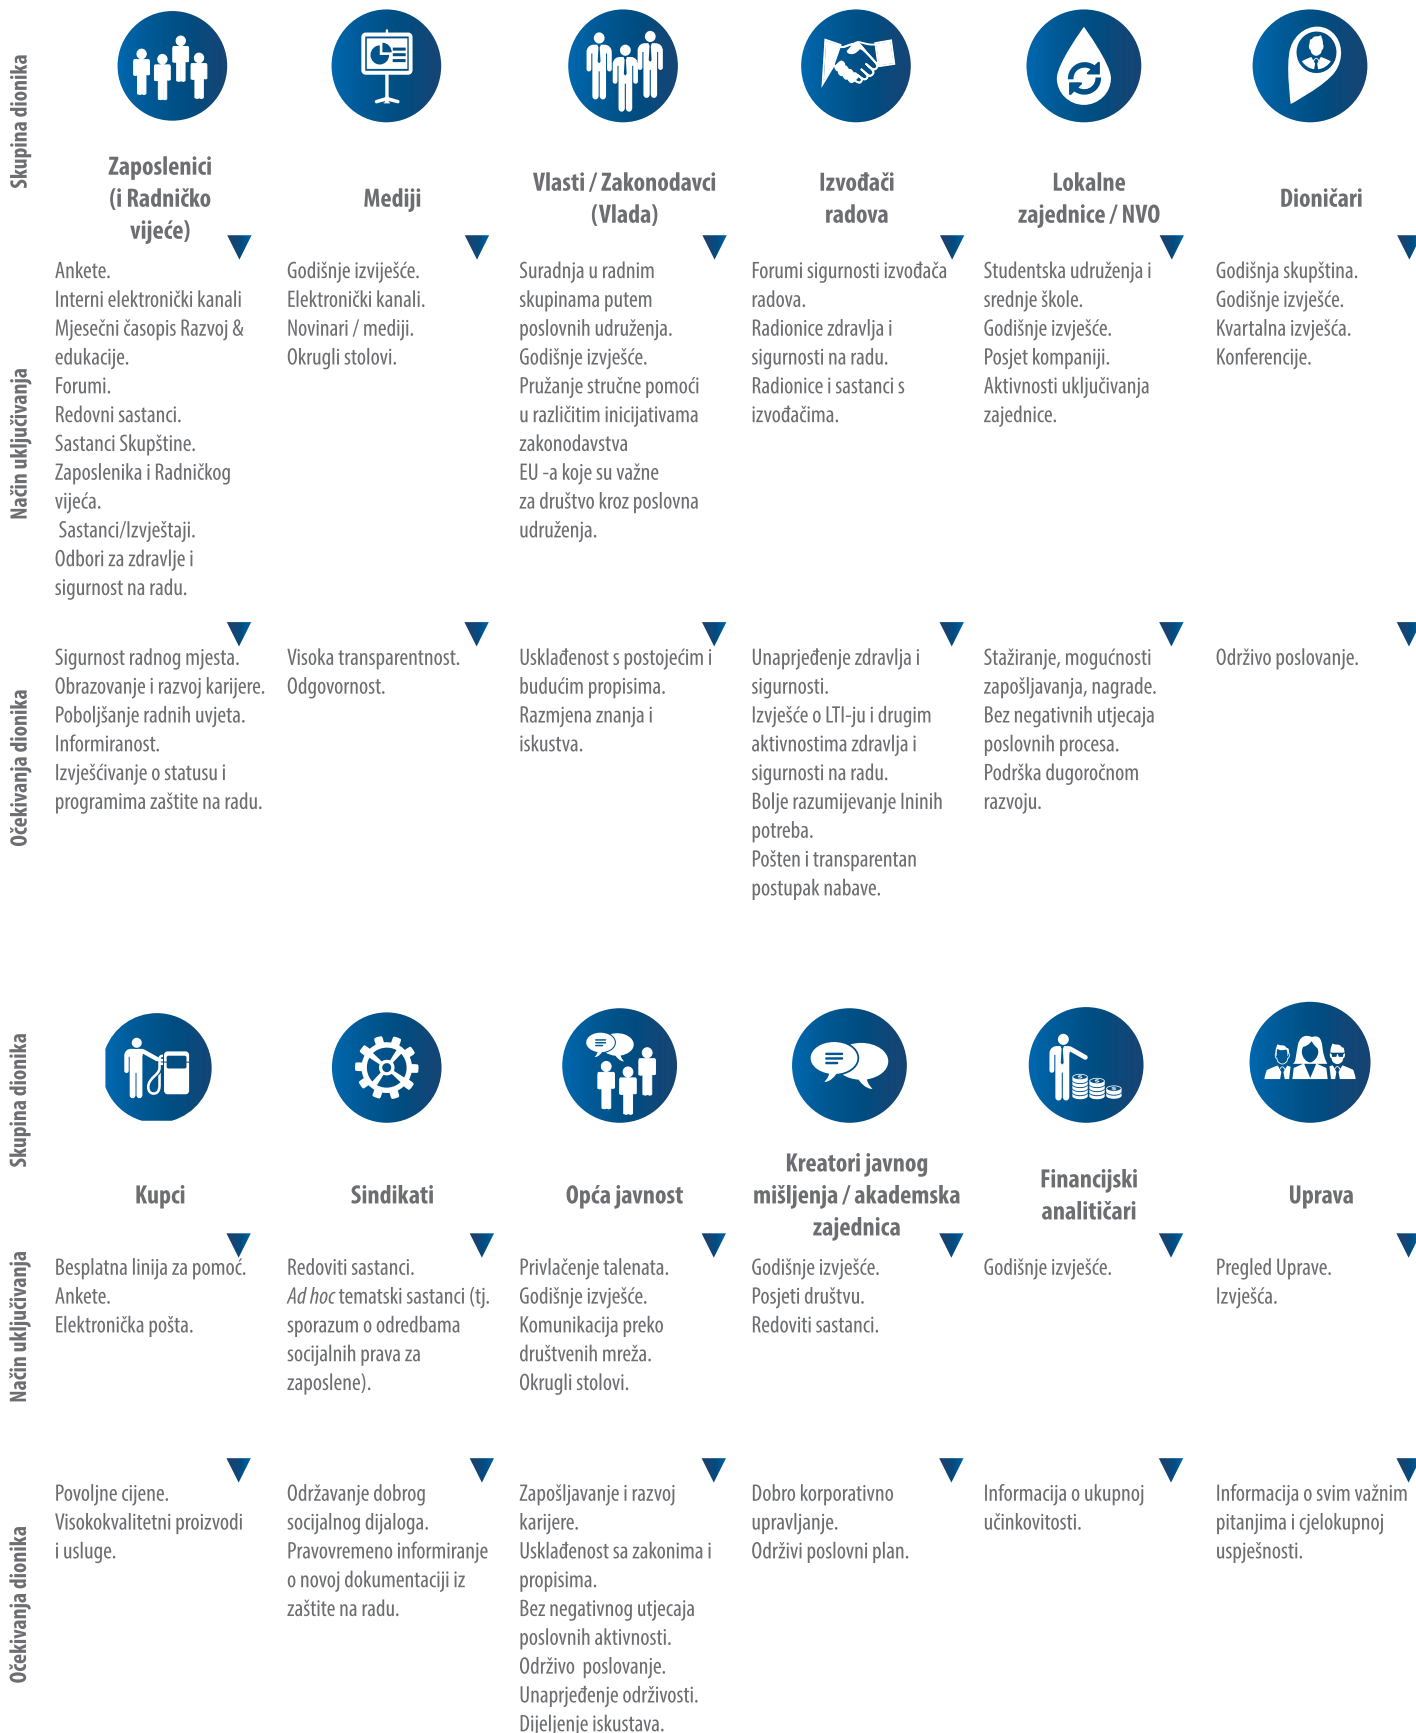 Skupina dionika
Zaposlenici
(i Radničko
vijeće)
Mediji
Vlasti / Zakonodavci
(Vlada)
Izvođači
radova
Lokalne
zajednice / NVO
Dioničari
Način uključivanja
Ankete.
Interni elektronički kanali
Mjesečni časopis Razvoj &
edukacije.
Forumi.
Redovni sastanci.
Sastanci Skupštine.
Zaposlenika i Radničkog
vijeća.
Sastanci/Izvještaji.
Odbori za zdravlje i
sigurnost na radu.
Godišnje izviješće.
Elektronički kanali.
Novinari / mediji.
Okrugli stolovi.
Suradnja u radnim
skupinama putem
poslovnih udruženja.
Godišnje izvješće.
Pružanje stručne pomoći
u različitim inicijativama
zakonodavstva
EU -a koje su važne
za društvo kroz poslovna
udruženja.
Forumi sigurnosti izvođača
radova.
Radionice zdravlja i
sigurnosti na radu.
Radionice i sastanci s
izvođačima.
Studentska udruženja i
srednje škole.
Godišnje izvješće.
Posjet kompaniji.
Aktivnosti uključivanja
zajednice.
Godišnja skupština.
Godišnje izvješće.
Kvartalna izvješća.
Konferencije.
Očekivanja dionika
Sigurnost radnog mjesta.
Obrazovanje i razvoj karijere.
Poboljšanje radnih uvjeta.
Informiranost.
Izvješćivanje o statusu i
programima zaštite na radu.
Visoka transparentnost.
Odgovornost.
Usklađenost s postojećim i
budućim propisima.
Razmjena znanja i
iskustva.
Unaprjeđenje zdravlja i
sigurnosti.
Izvješće o LTI-ju i drugim
aktivnostima zdravlja i
sigurnosti na radu.
Bolje razumijevanje Ininih
potreba.
Pošten i transparentan
postupak nabave.
Stažiranje, mogućnosti
zapošljavanja, nagrade.
Bez negativnih utjecaja
poslovnih procesa.
Podrška dugoročnom
razvoju.
Održivo poslovanje.
Skupina dionika
Kupci
Sindikati
Opća javnost
Kreatori javnog
mišljenja / akademska
zajednica
Financijski
analitičari
Uprava
Način uključivanja
Besplatna linija za pomoć.
Ankete.
Elektronička pošta.
Redoviti sastanci.
Ad hoc tematski sastanci (tj.
sporazum o odredbama
socijalnih prava za
zaposlene).
Privlačenje talenata.
Godišnje izvješće.
Komunikacija preko
društvenih mreža.
Okrugli stolovi.
Godišnje izvješće.
Posjeti društvu.
Redoviti sastanci.
Godišnje izvješće.
Pregled Uprave.
Izvješća.
Očekivanja dionika
Povoljne cijene.
Visokokvalitetni proizvodi
i usluge.
Održavanje dobrog
socijalnog dijaloga.
Pravovremeno informiranje
o novoj dokumentaciji iz
zaštite na radu.
Zapošljavanje i razvoj
karijere.
Usklađenost sa zakonima i
propisima.
Bez negativnog utjecaja
poslovnih aktivnosti.
Održivo poslovanje.
Unaprjeđenje održivosti.
Dijeljenje iskustava.
Dobro korporativno
upravljanje.
Održivi poslovni plan.
Informacija o ukupnoj
učinkovitosti.
Informacija o svim važnim
pitanjima i cjelokupnoj
uspješnosti.